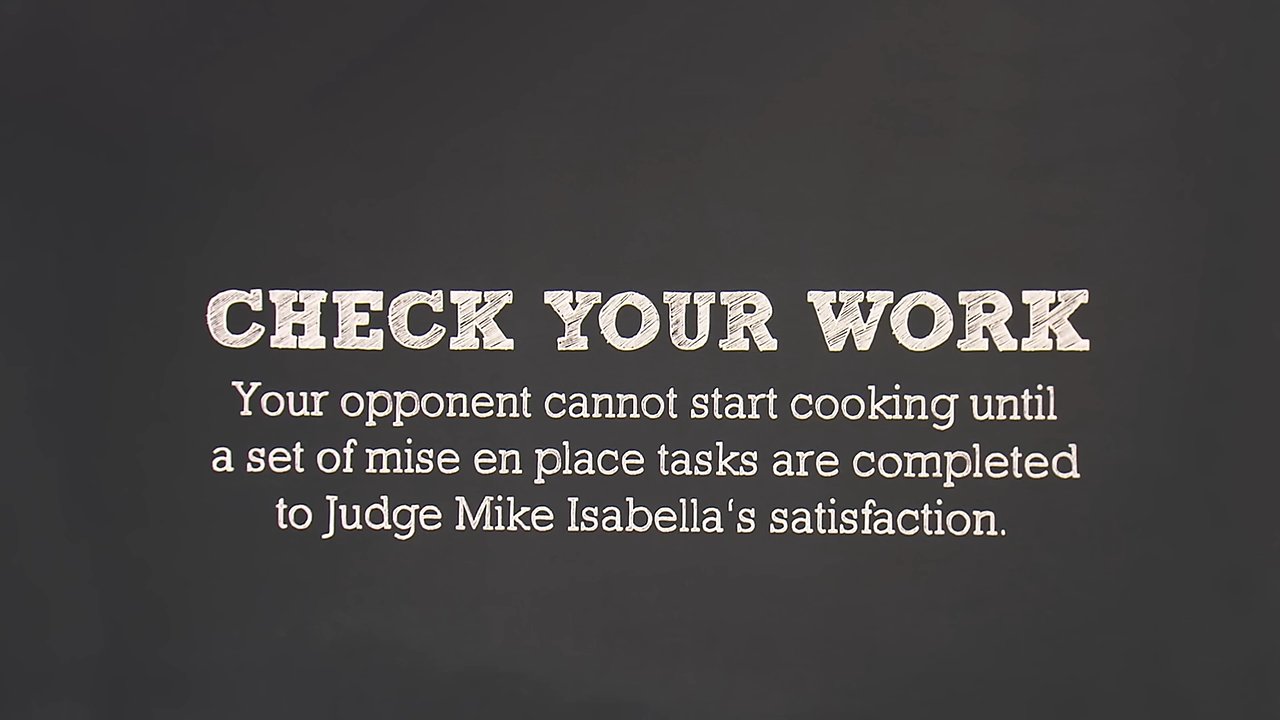 CHECK YOUR WORK
Your opponent cannot start cooking until
a set of mise en place tasks are completed
to Judge Mike Isabella‘s satisfaction.